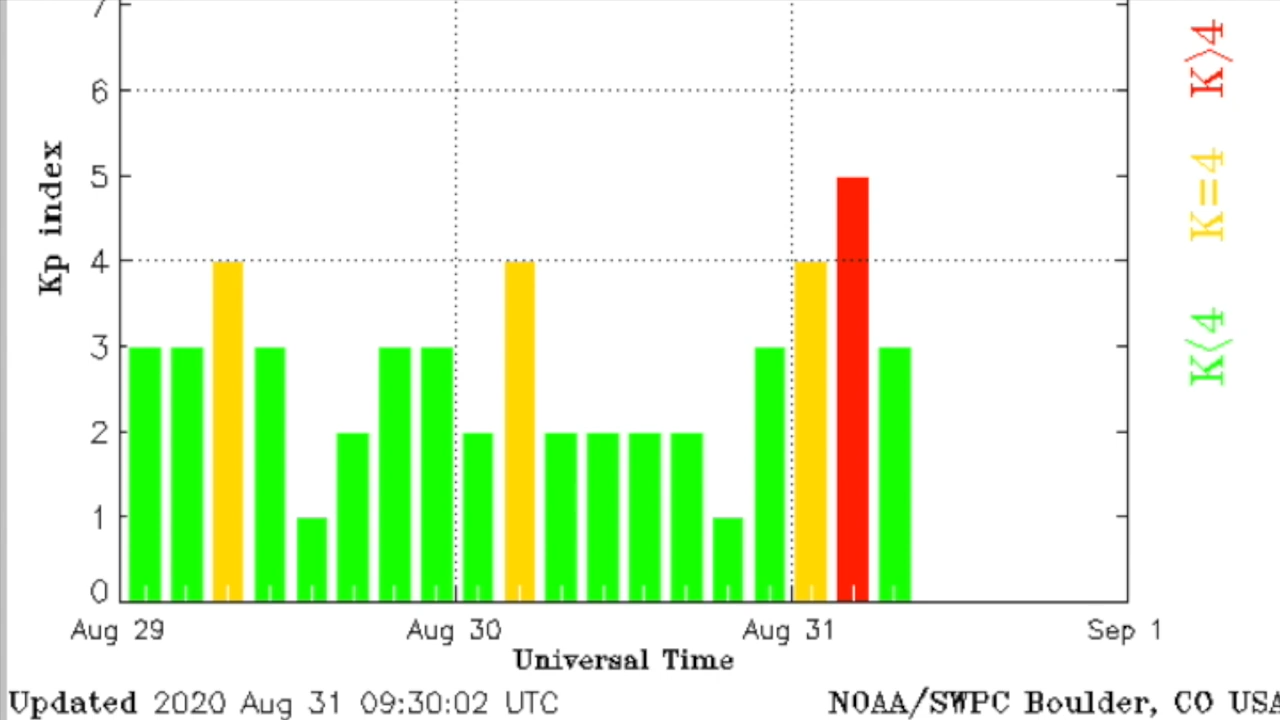 7
6
5
4
3
2
1
0
Kp index
Aug 29 Aug 30 Aug 31 Sep 1
Universal Time
Updated 2020 Aug 31 09:30:02 UTC NOAA/SWPC Boulder, CO USA
K>4
K=4
K<4